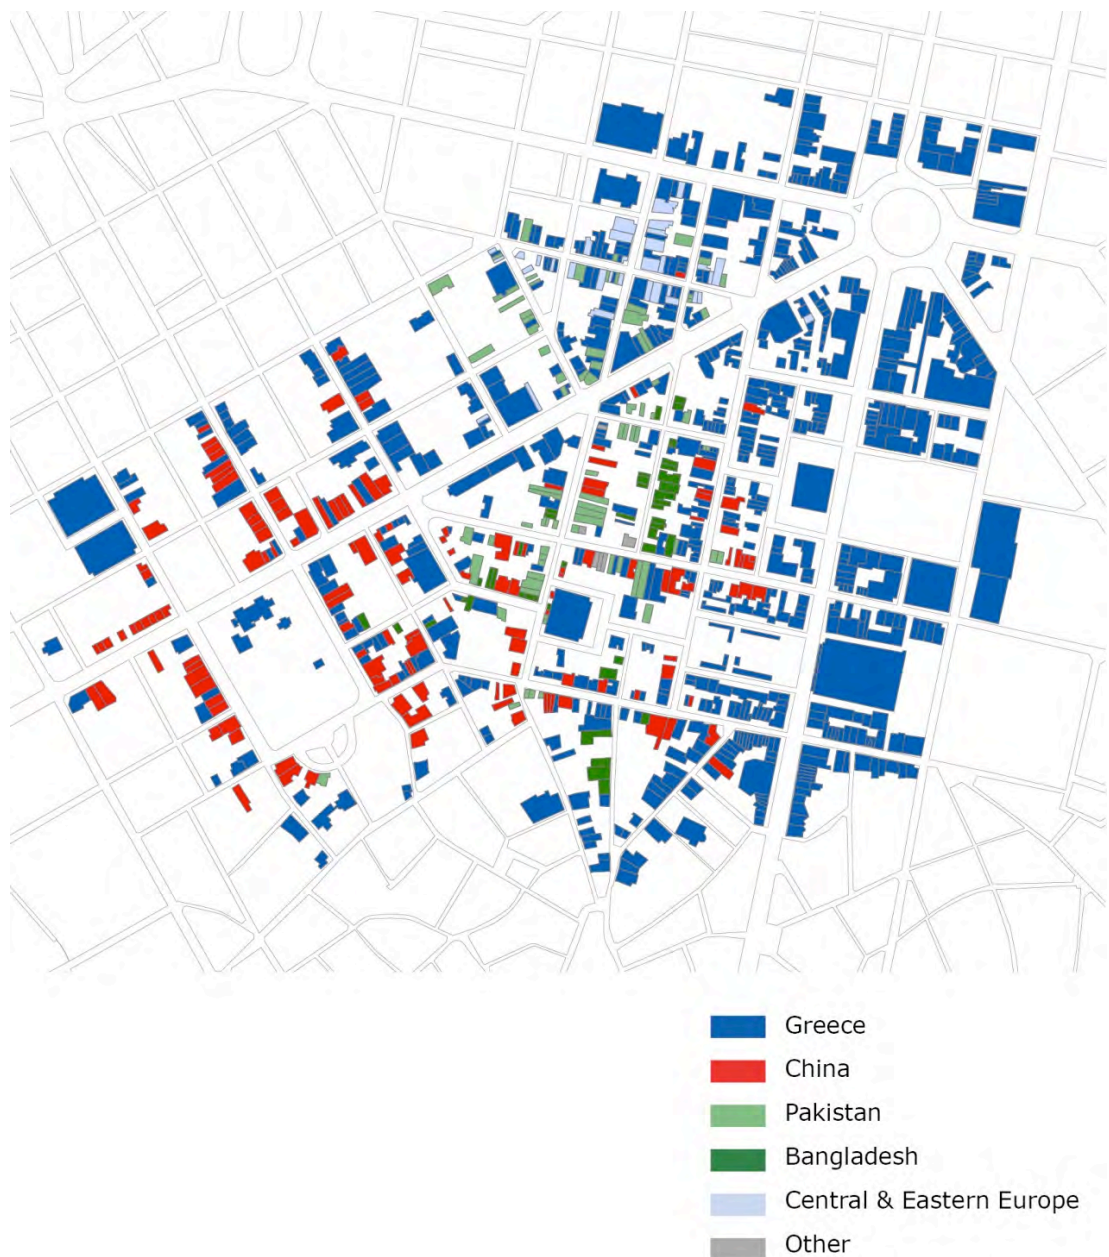 Greece
China
Pakistan
Bangladesh
Central & Eastern Europe
Other